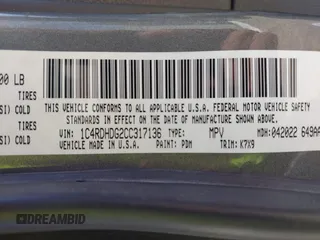 00 LB
TIRES
SI) COLD
THIS VEHICLE CONFORMS TO ALL APPLICABLE U.S.A. FEDERAL MOTOR VEHICLE SAFETY
STANDARDS IN EFFECT ON THE DATE OF MANUFACTURE SHOWN ABOVE.
TIRES
SI) COLD
VIN: 1C4RDHDG2CC317136 TYPE: MPV MDH: 042022 649AA
VEHICLE MADE IN U.S.A. PAINT: PDM TRIM: K7X9
DREAMBID